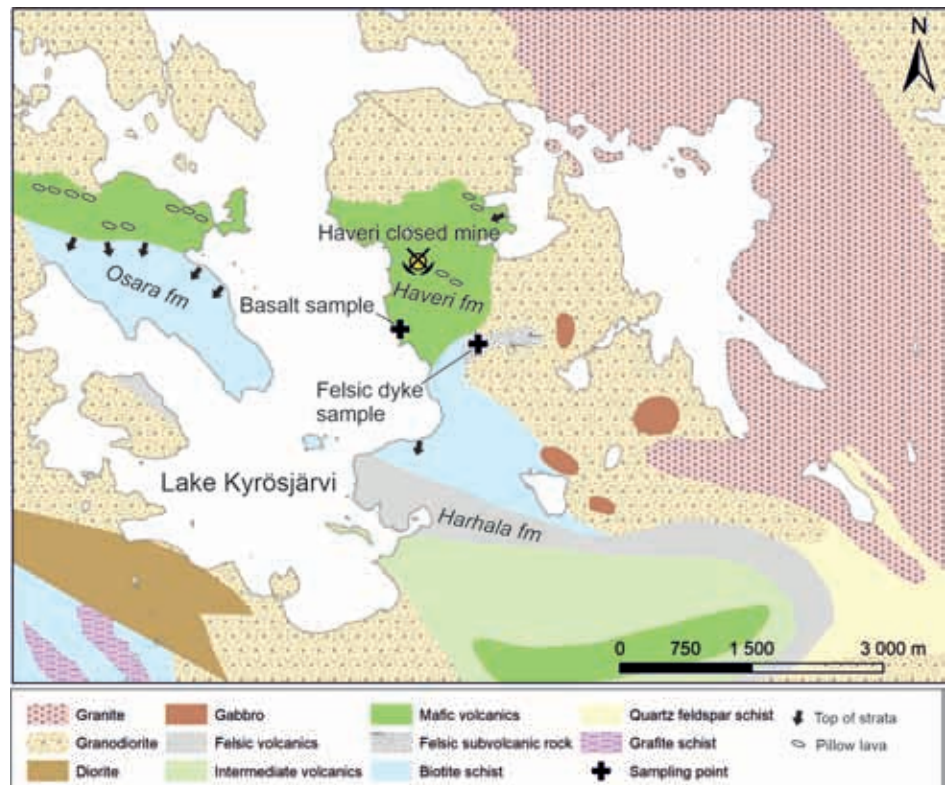 N
Haveri closed mine
Osara fm
Haveri fm
Basalt sample
Felsic dyke
sample
Lake Kyrösjärvi
Harhala fm
0 750 1 500 3 000 m
Granite Gabbro Mafic volcanics Quartz feldspar schist Top of strata
Granodiorite Felsic volcanics Felsic subvolcanic rock Grafite schist Pillow lava
Diorite Intermediate volcanics Biotite schist Sampling point